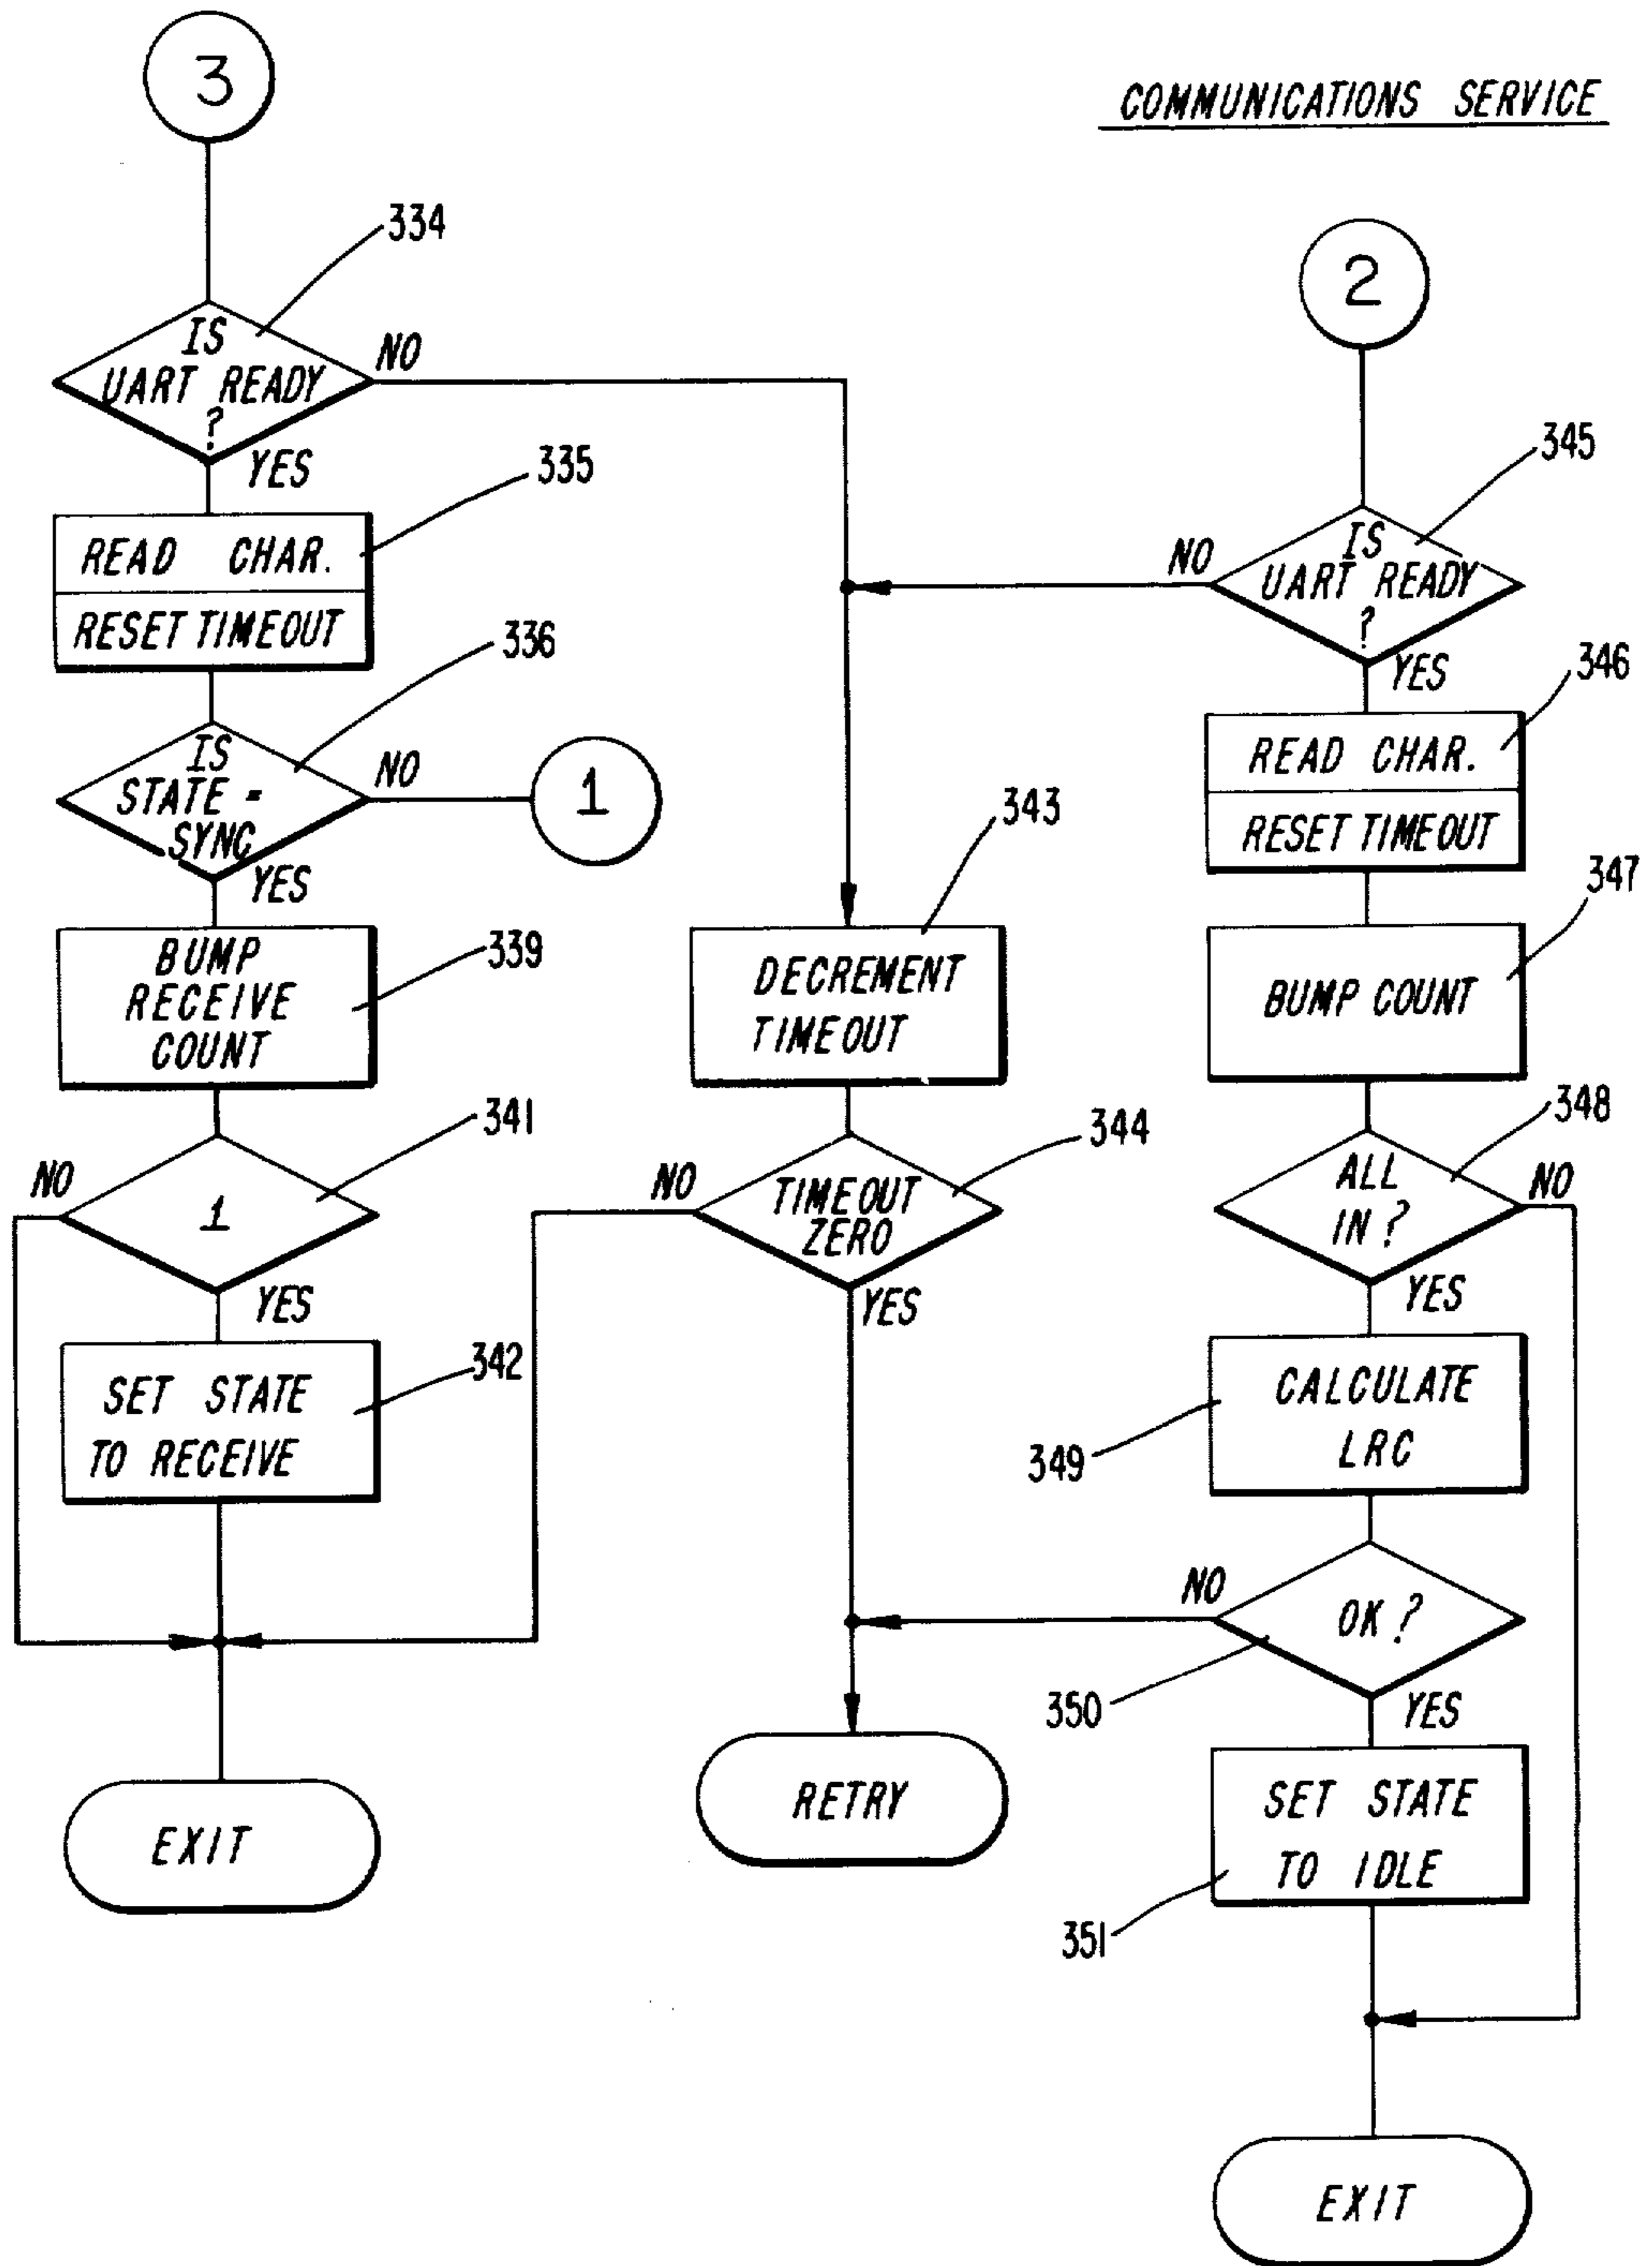 3
COMMUNICATIONS SERVICE
334
IS
UART READY
?
NO
YES
335
READ CHAR.
RESET TIMEOUT
336
IS
STATE =
SYNC
NO
1
YES
BUMP
RECEIVE
COUNT
339
341
NO
1
YES
SET STATE
TO RECEIVE
342
EXIT
343
DECREMENT
TIMEOUT
344
NO
TIMEOUT
ZERO
YES
RETRY
2
345
NO
IS
UART READY
?
YES
346
READ CHAR.
RESET TIMEOUT
347
BUMP COUNT
348
ALL
IN ?
NO
YES
CALCULATE
LRC
349
NO
OK ?
350
YES
SET STATE
TO IDLE
351
EXIT